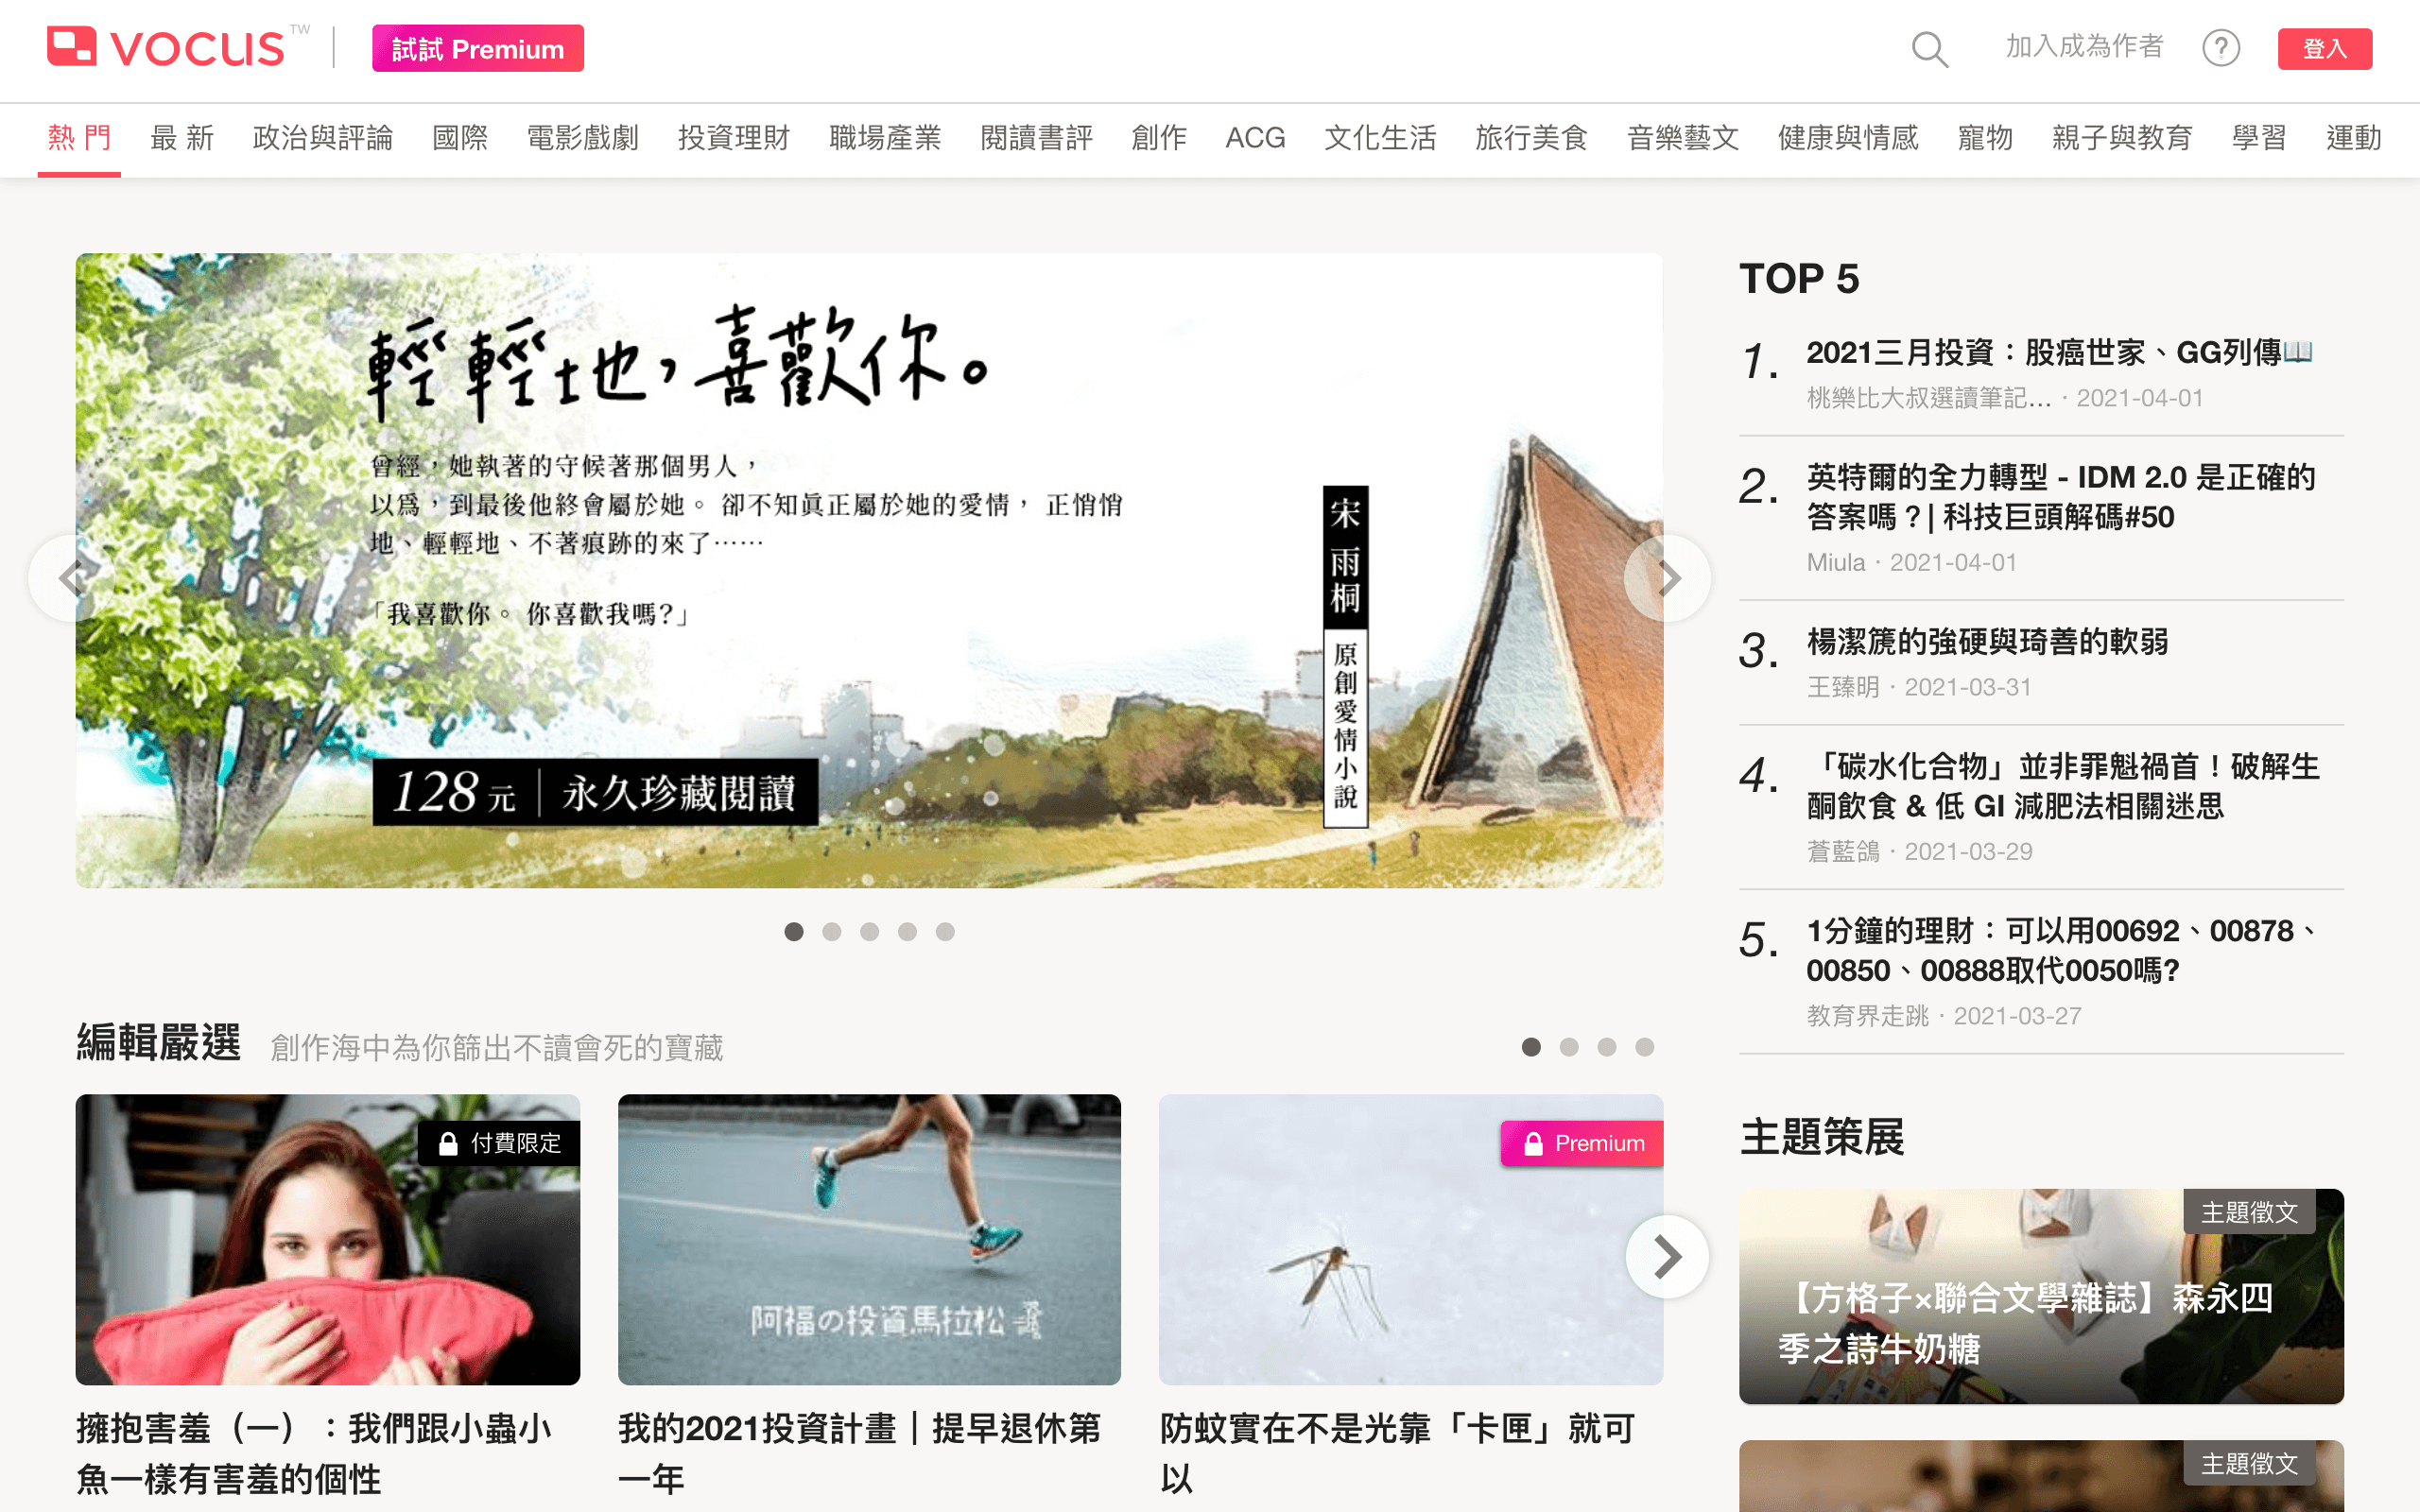 vocus TW
試試 Premium
加入成為作者
?
登入
熱門 最新 政治與評論 國際 電影戲劇 投資理財 職場產業 閱讀書評 創作 ACG 文化生活 旅行美食 音樂藝文 健康與情感 寵物 親子與教育 學習 運動
輕輕地，喜歡你。
曾經，她執著的守候著那個男人，
以為，到最後他終會屬於她。 卻不知真正屬於她的愛情， 正悄悄
地、輕輕地、不著痕跡的來了……
「我喜歡你。 你喜歡我嗎?」
宋雨桐
原創愛情小說
128元｜永久珍藏閱讀
TOP 5
1.
2021三月投資：股癌世家、GG列傳📖
桃樂比大叔選讀筆記... · 2021-04-01
2.
英特爾的全力轉型 - IDM 2.0 是正確的
答案嗎？| 科技巨頭解碼#50
Miula · 2021-04-01
3.
楊潔篪的強硬與琦善的軟弱
王臻明 · 2021-03-31
4.
「碳水化合物」並非罪魁禍首！破解生
酮飲食 & 低 GI 減肥法相關迷思
蒼藍鴿 · 2021-03-29
5.
1分鐘的理財：可以用00692、00878、
00850、00888取代0050嗎?
教育界走跳 · 2021-03-27
編輯嚴選 創作海中為你篩出不讀會死的寶藏
付費限定
擁抱害羞（一）：我們跟小蟲小
魚一樣有害羞的個性
阿福の投資馬拉松
我的2021投資計畫｜提早退休第
一年
Premium
防蚊實在不是光靠「卡匣」就可
以
主題策展
主題徵文
【方格子×聯合文學雜誌】森永四
季之詩牛奶糖
主題徵文